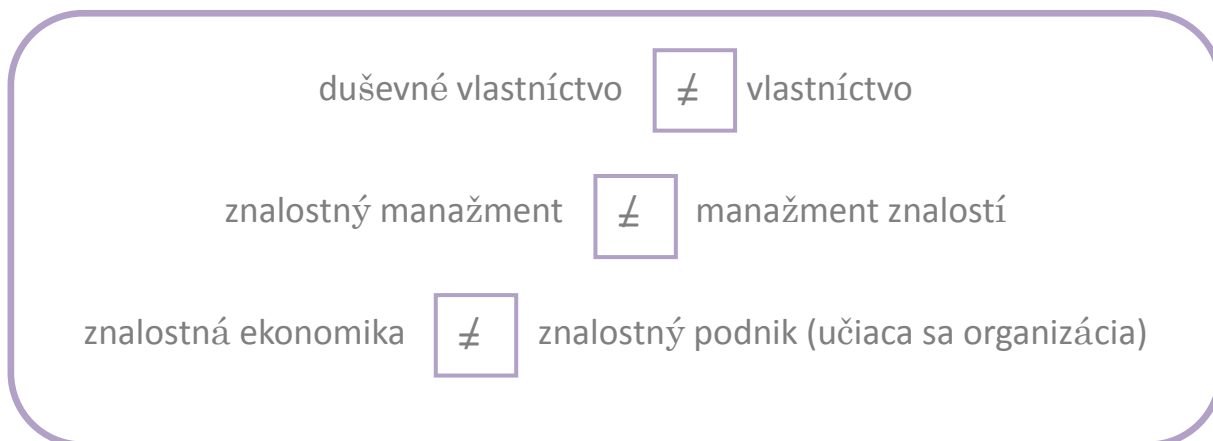 duševné vlastníctvo ≠ vlastníctvo
znalostný manažment ≠ manažment znalostí
znalostná ekonomika ≠ znalostný podnik (učiaca sa organizácia)